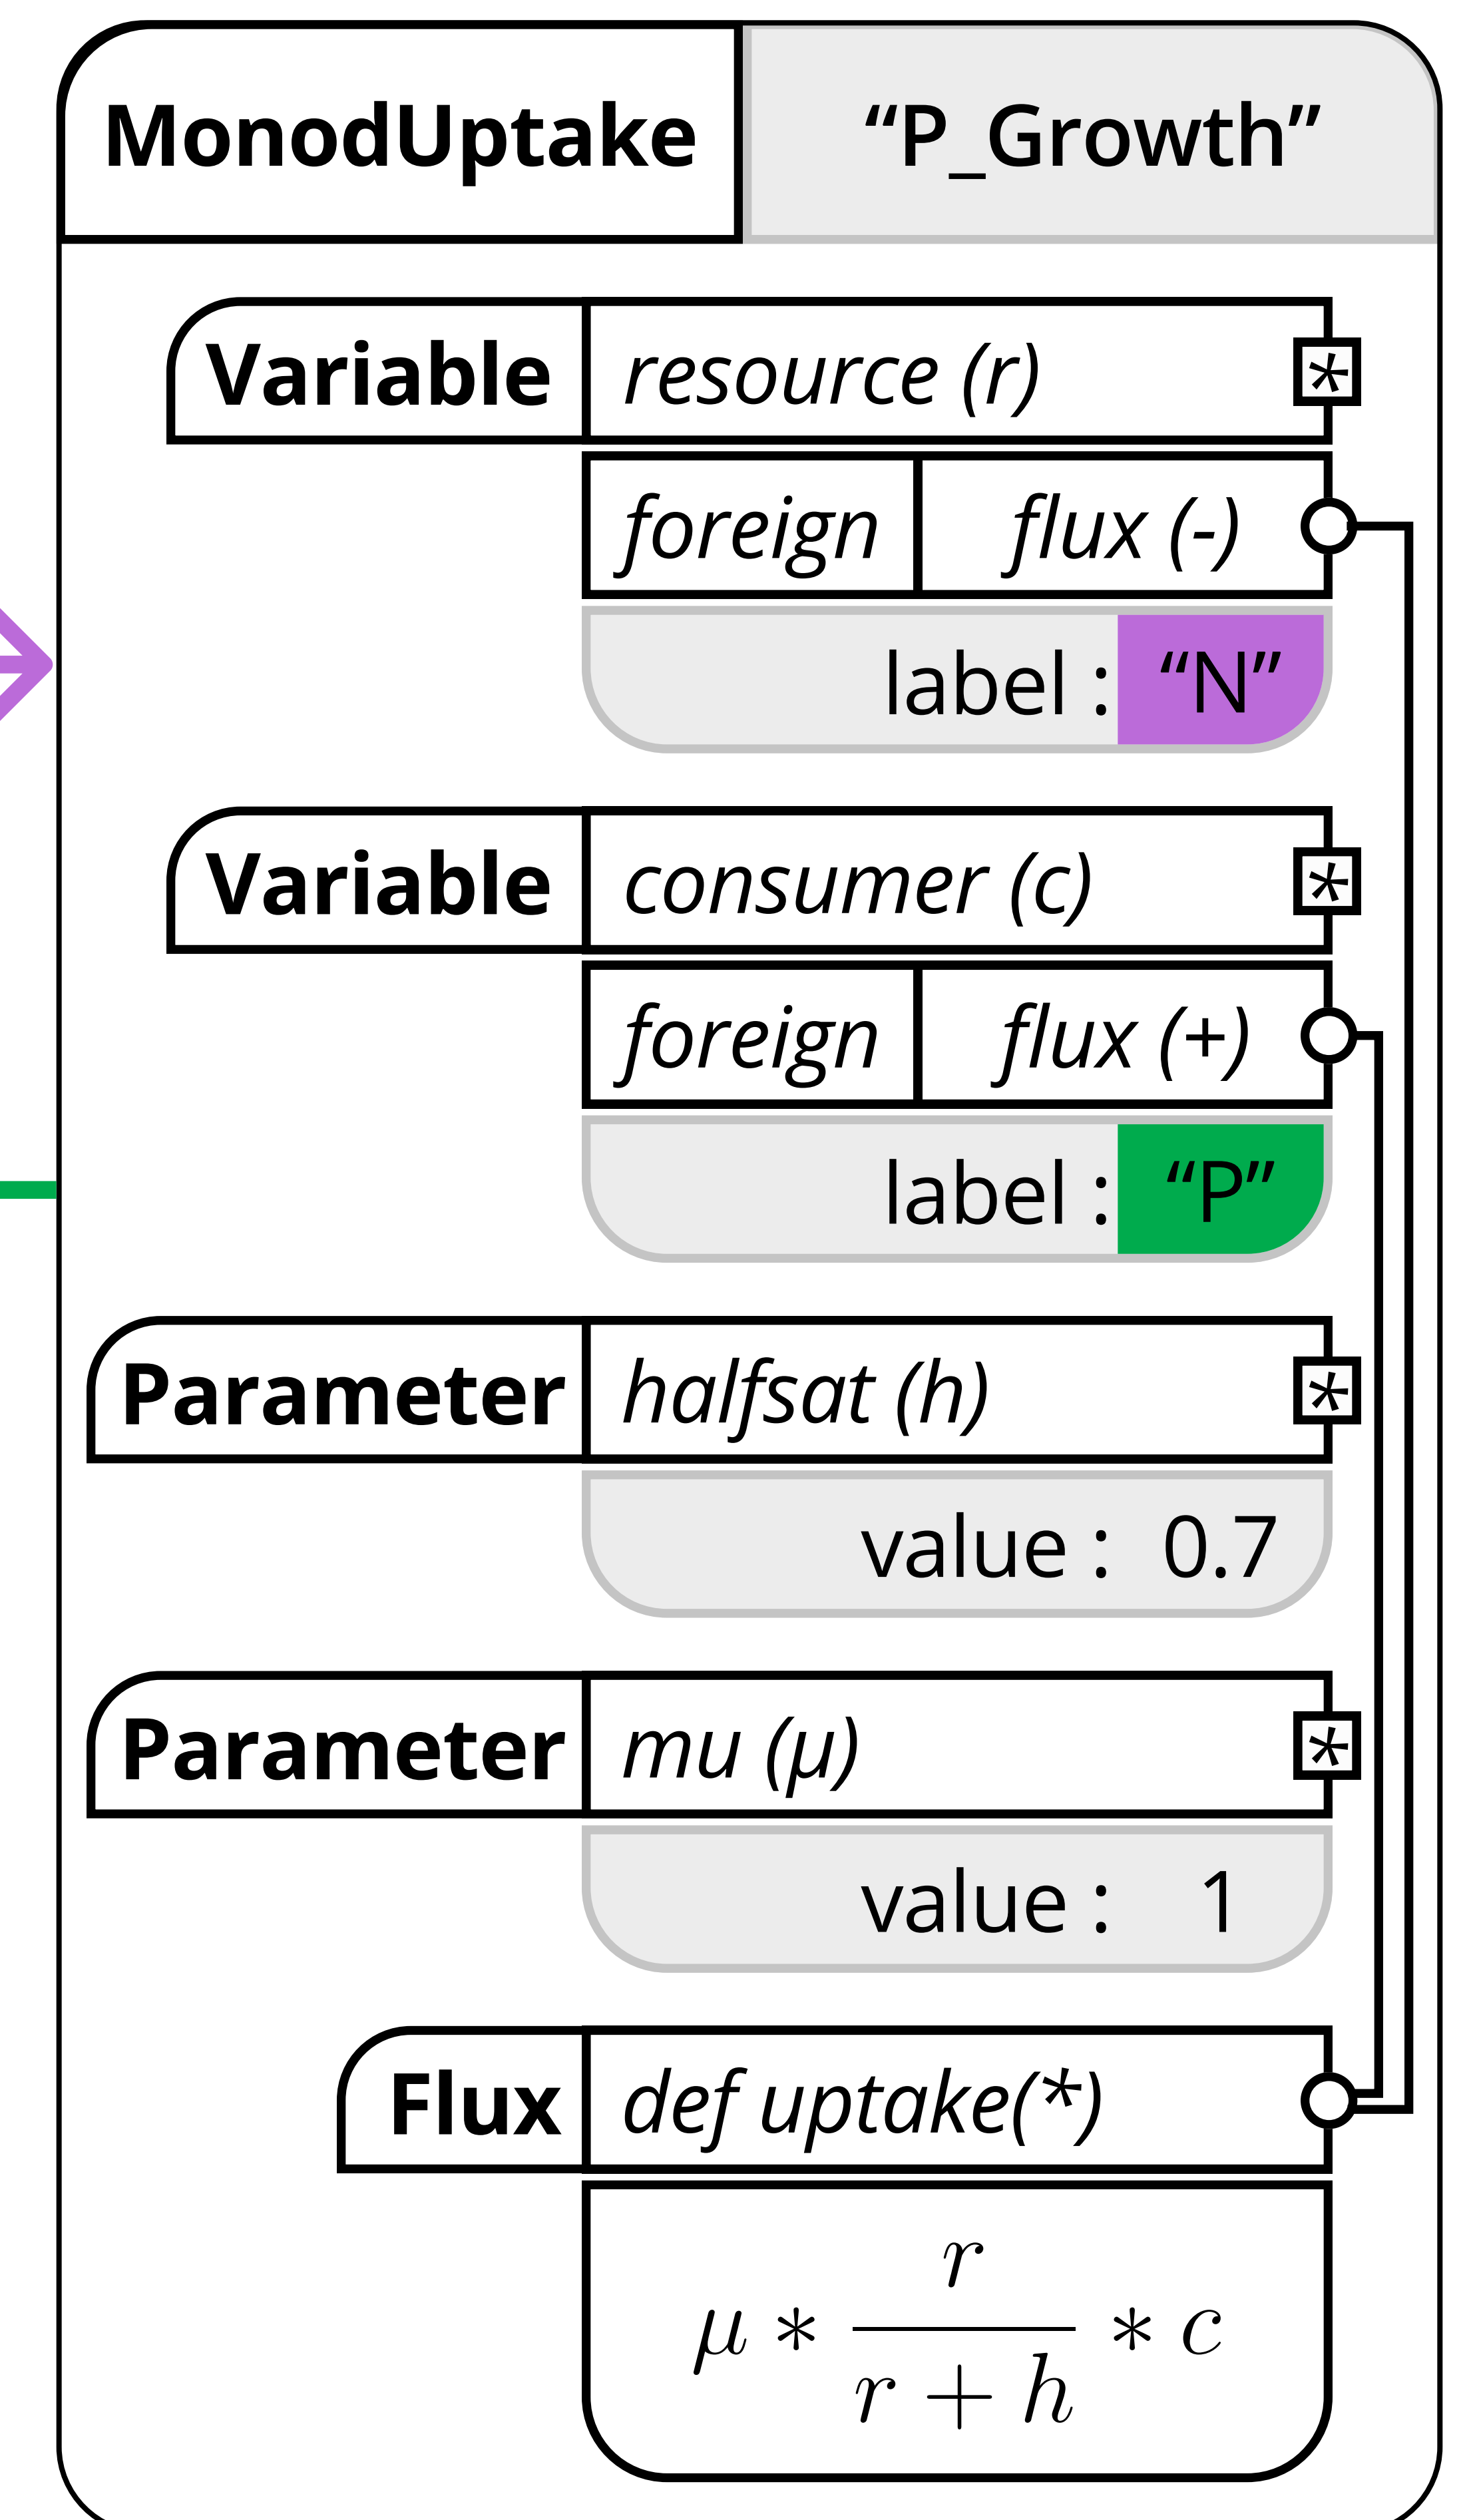 MonodUptake “P_Growth”
Variable resource (r) *
foreign flux (-)
label : “N”
Variable consumer (c) *
foreign flux (+)
label : “P”
Parameter halfsat (h) *
value : 0.7
Parameter mu (μ) *
value : 1
Flux def uptake(*)
r
μ * ――― * c
r + h